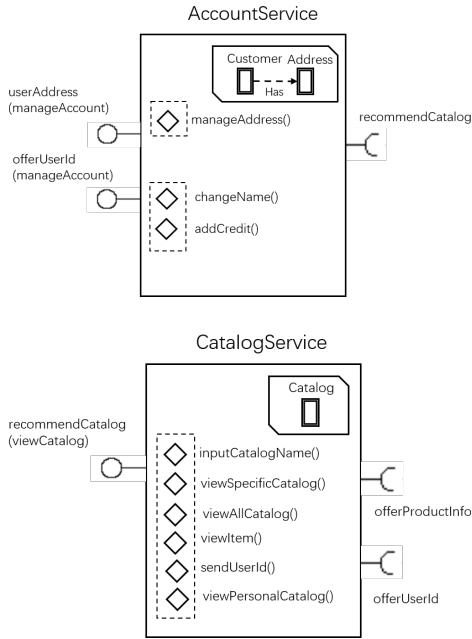 AccountService
Customer Address
Has
userAddress
(manageAccount)
manageAddress()
recommendCatalog
offerUserId
(manageAccount)
changeName()
addCredit()
CatalogService
Catalog
recommendCatalog
(viewCatalog)
inputCatalogName()
viewSpecificCatalog()
viewAllCatalog()
offerProductInfo
viewItem()
sendUserId()
viewPersonalCatalog()
offerUserId